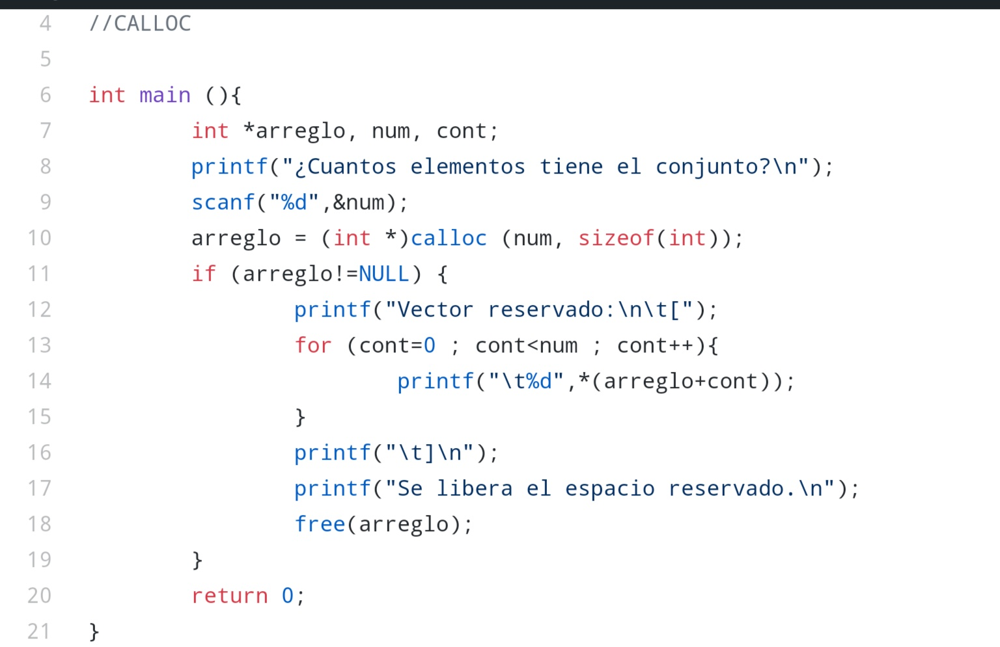 4 //CALLOC
5
6 int main (){
7 int *arreglo, num, cont;
8 printf("¿Cuantos elementos tiene el conjunto?\n");
9 scanf("%d",&num);
10 arreglo = (int *)calloc (num, sizeof(int));
11 if (arreglo!=NULL) {
12 printf("Vector reservado:\n\t[");
13 for (cont=0 ; cont<num ; cont++){
14 printf("\t%d",*(arreglo+cont));
15 }
16 printf("\t]\n");
17 printf("Se libera el espacio reservado.\n");
18 free(arreglo);
19 }
20 return 0;
21 }